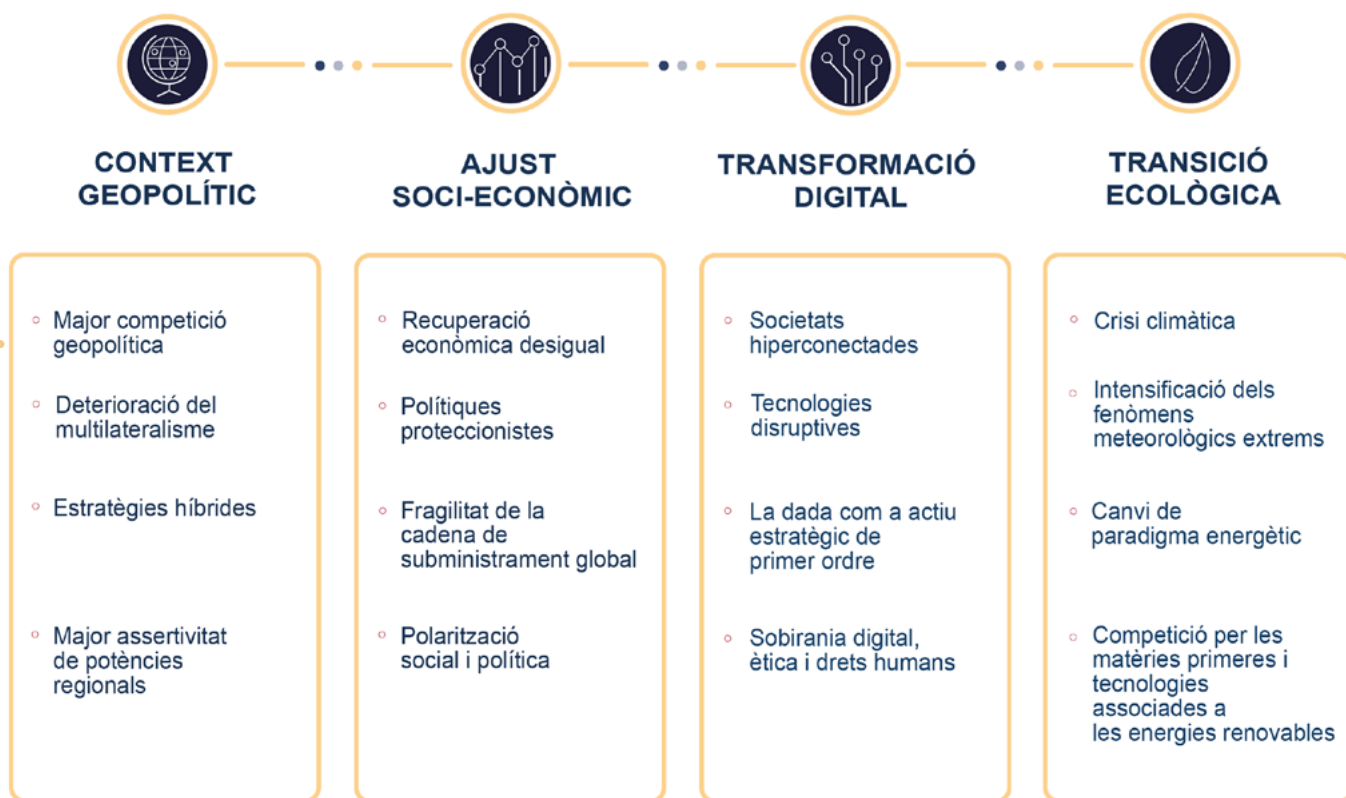 CONTEXT
GEOPOLÍTIC
Major competició
geopolítica
Deterioració del
multilateralisme
Estratègies híbrides
Major assertivitat
de potències
regionals
AJUST
SOCI-ECONÒMIC
Recuperació
econòmica desigual
Polítiques
proteccionistes
Fragilitat de la
cadena de
subministrament global
Polarització
social i política
TRANSFORMACIÓ
DIGITAL
Societats
hiperconectades
Tecnologies
disruptives
La dada com a actiu
estratègic de
primer ordre
Sobirania digital,
ètica i drets humans
TRANSICIÓ
ECOLÒGICA
Crisi climàtica
Intensificació dels
fenòmens
meteorològics extrems
Canvi de
paradigma energètic
Competició per les
matèries primeres i
tecnologies
associades a
les energies renovables